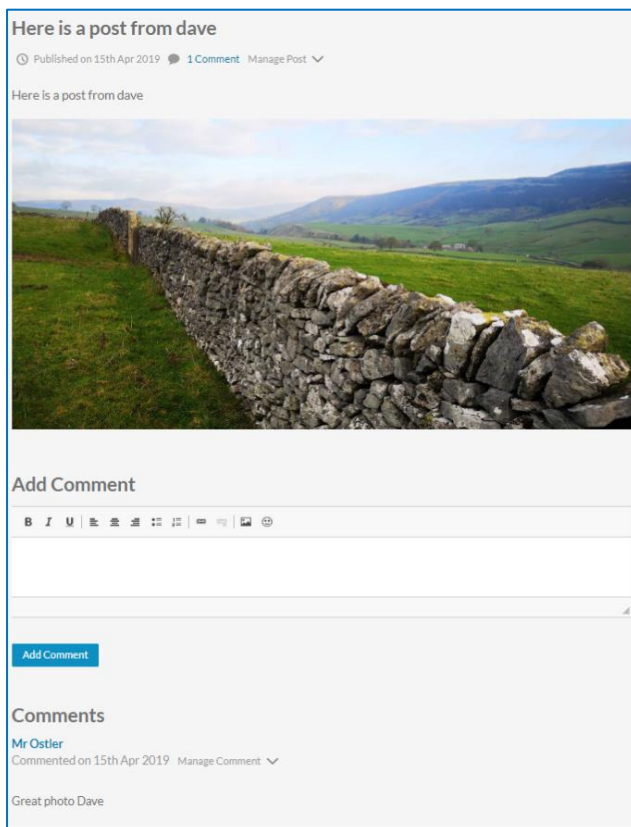 Here is a post from dave
Published on 15th Apr 2019 1 Comment Manage Post
Here is a post from dave
Add Comment
B I U
Add Comment
Comments
Mr Ostler
Commented on 15th Apr 2019 Manage Comment
Great photo Dave